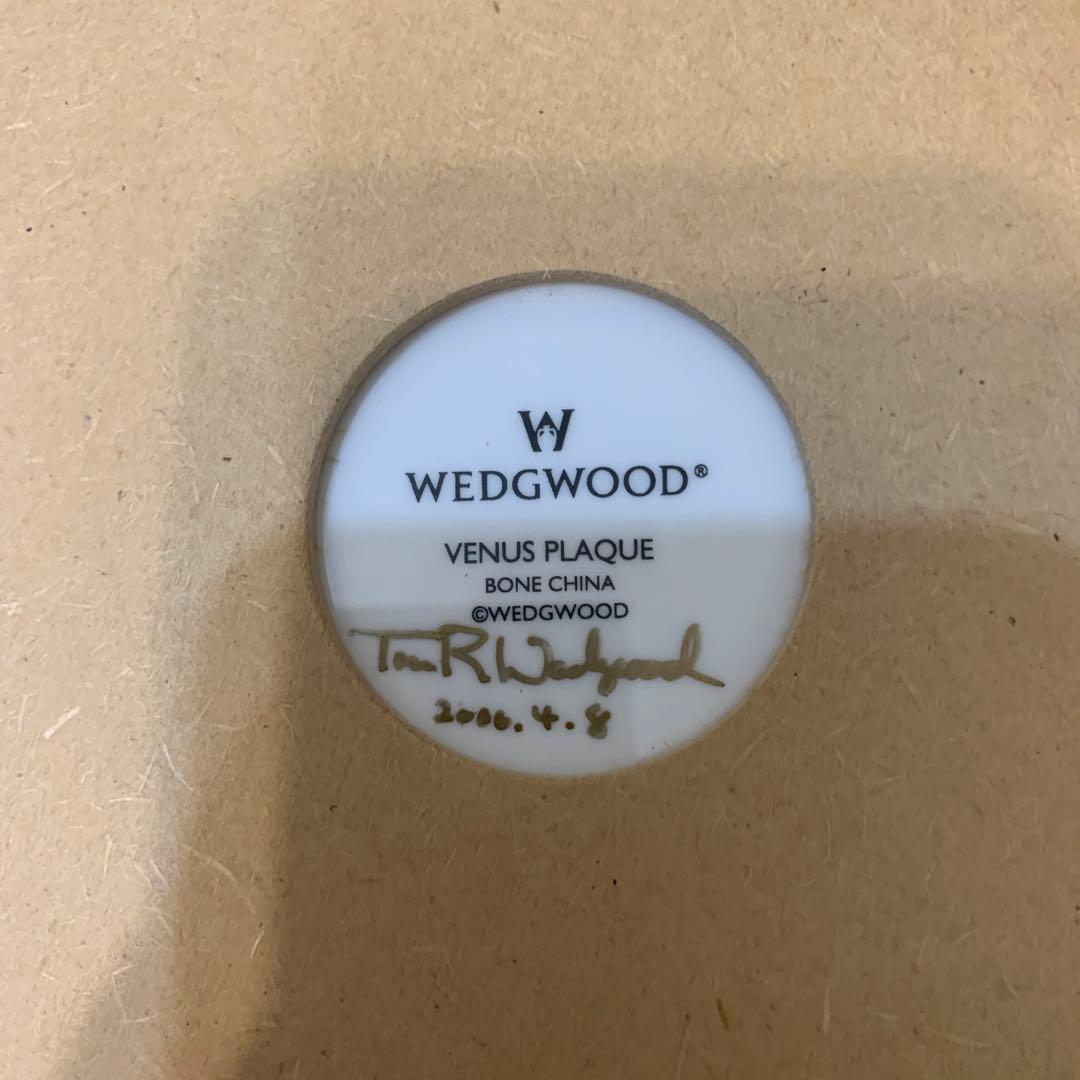 W
WEDGWOOD®
VENUS PLAQUE
BONE CHINA
©WEDGWOOD
Tom R. Wedgwood
2006.4.8